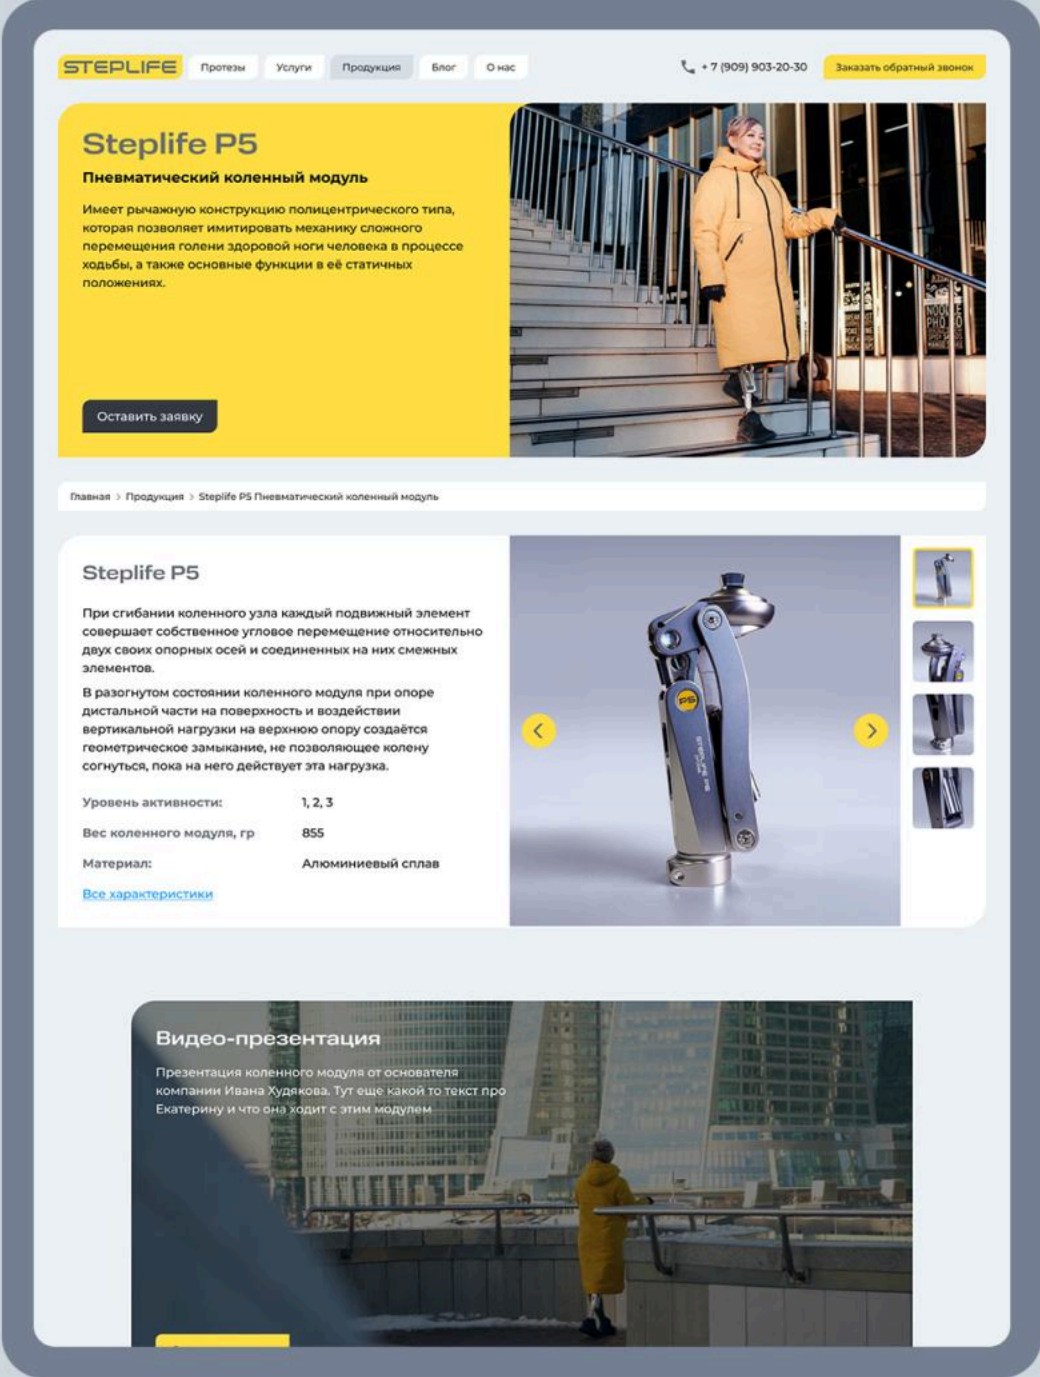 STEPLIFE
Протезы
Услуги
Продукция
Блог
О нас
+ 7 (909) 903-20-30
Заказать обратный звонок
Steplife P5
Пневматический коленный модуль
Имеет рычажную конструкцию полицентрического типа,
которая позволяет имитировать механику сложного
перемещения голени здоровой ноги человека в процессе
ходьбы, а также основные функции в её статичных
положениях.
Оставить заявку
Главная > Продукция > Steplife P5 Пневматический коленный модуль
Steplife P5
При сгибании коленного узла каждый подвижный элемент
совершает собственное угловое перемещение относительно
двух своих опорных осей и соединенных на них смежных
элементов.
В разогнутом состоянии коленного модуля при опоре
дистальной части на поверхность и воздействии
вертикальной нагрузки на верхнюю опору создаётся
геометрическое замыкание, не позволяющее колену
согнуться, пока на него действует эта нагрузка.
Уровень активности: 1, 2, 3
Вес коленного модуля, гр 855
Материал: Алюминиевый сплав
Все характеристики
P5
STEPLIFE P5
Видео-презентация
Презентация коленного модуля от основателя
компании Ивана Худякова. Тут еще какой то текст про
Екатерину и что она ходит с этим модулем